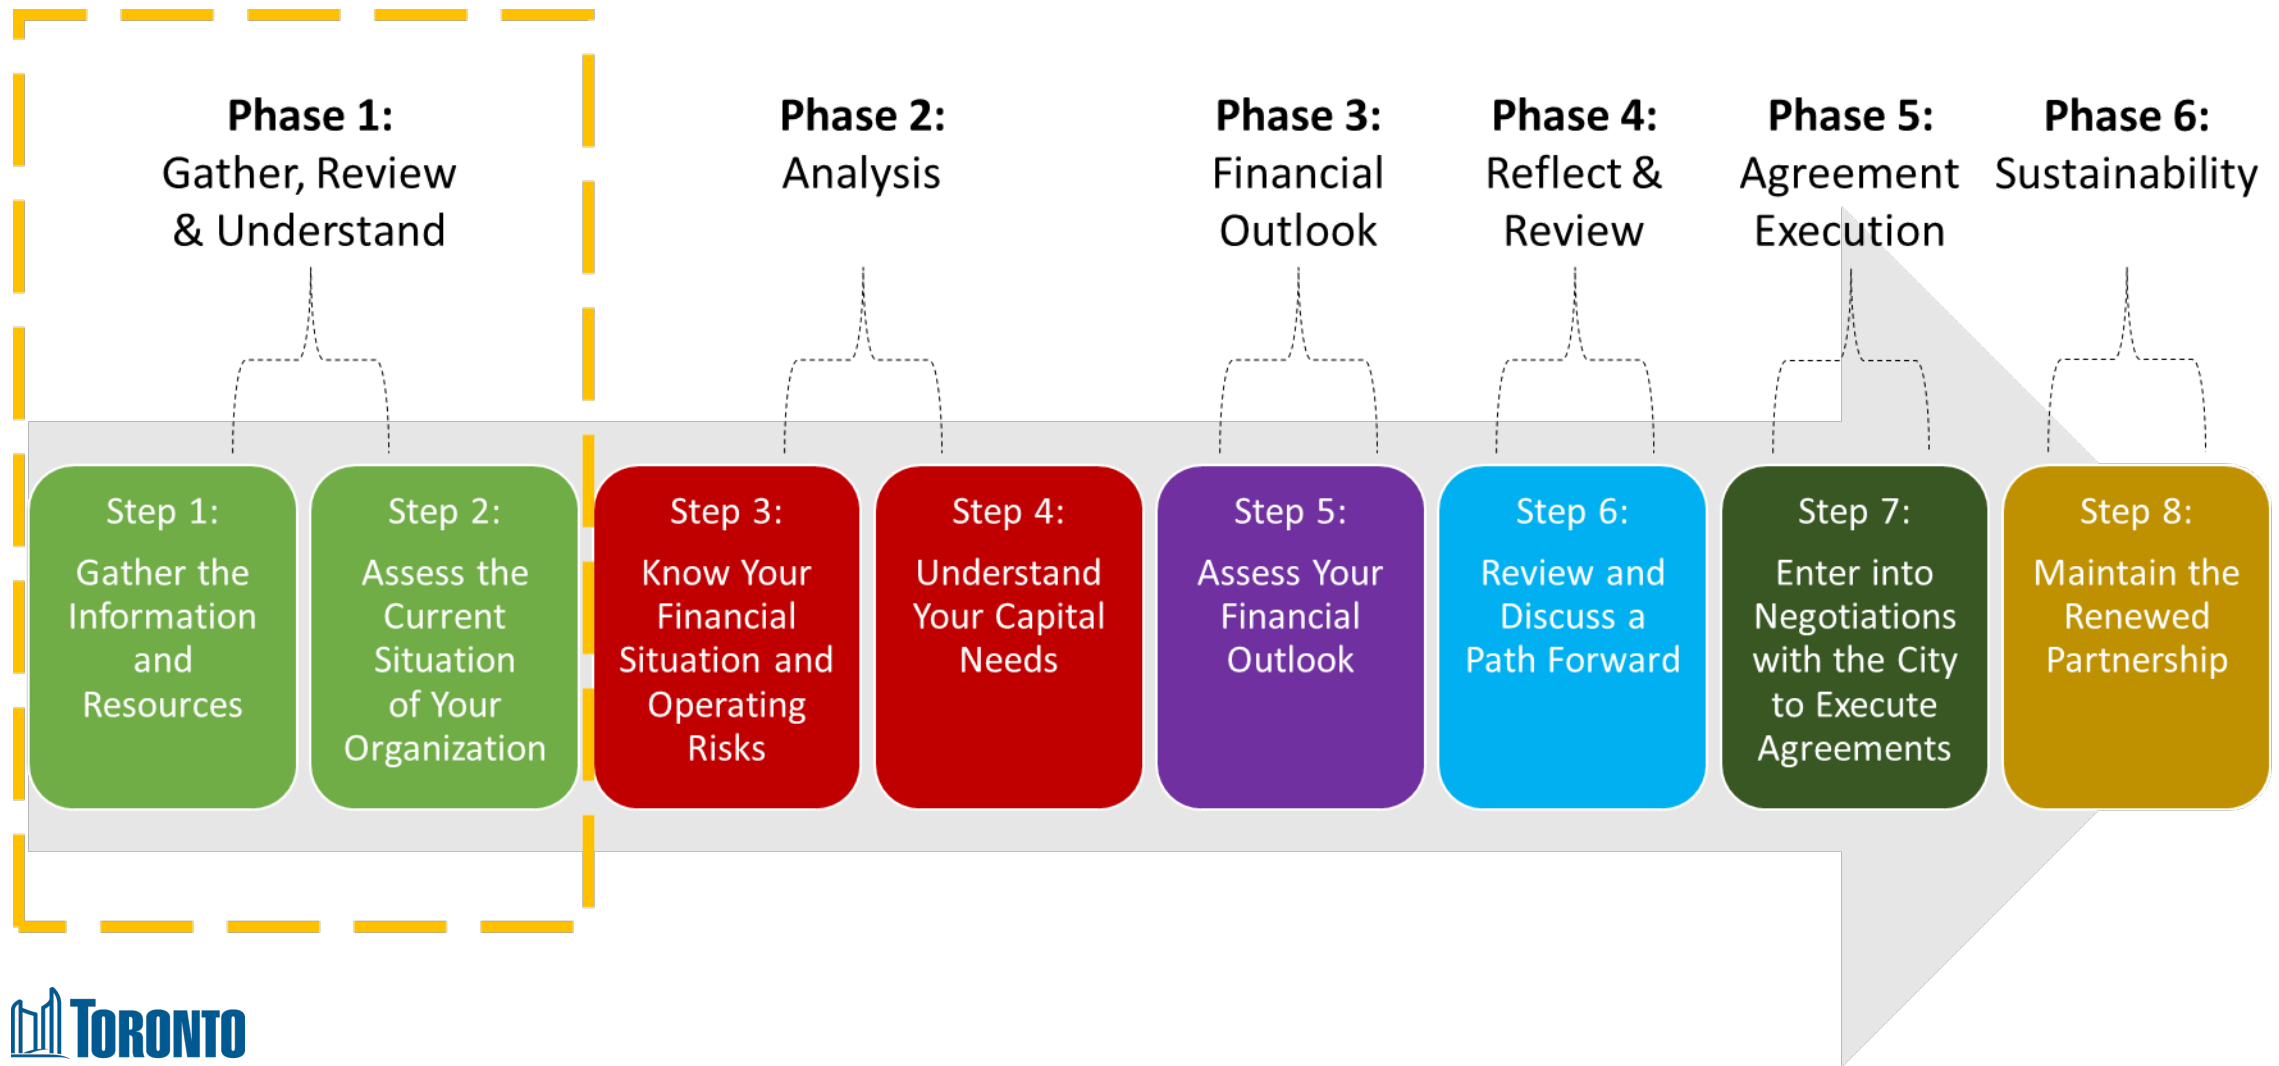 Phase 1:
Gather, Review
& Understand
Phase 2:
Analysis
Phase 3:
Financial
Outlook
Phase 4:
Reflect &
Review
Phase 5:
Agreement
Execution
Phase 6:
Sustainability
Step 1:
Gather the
Information
and
Resources
Step 2:
Assess the
Current
Situation
of Your
Organization
Step 3:
Know Your
Financial
Situation and
Operating
Risks
Step 4:
Understand
Your Capital
Needs
Step 5:
Assess Your
Financial
Outlook
Step 6:
Review and
Discuss a
Path Forward
Step 7:
Enter into
Negotiations
with the City
to Execute
Agreements
Step 8:
Maintain the
Renewed
Partnership
TORONTO